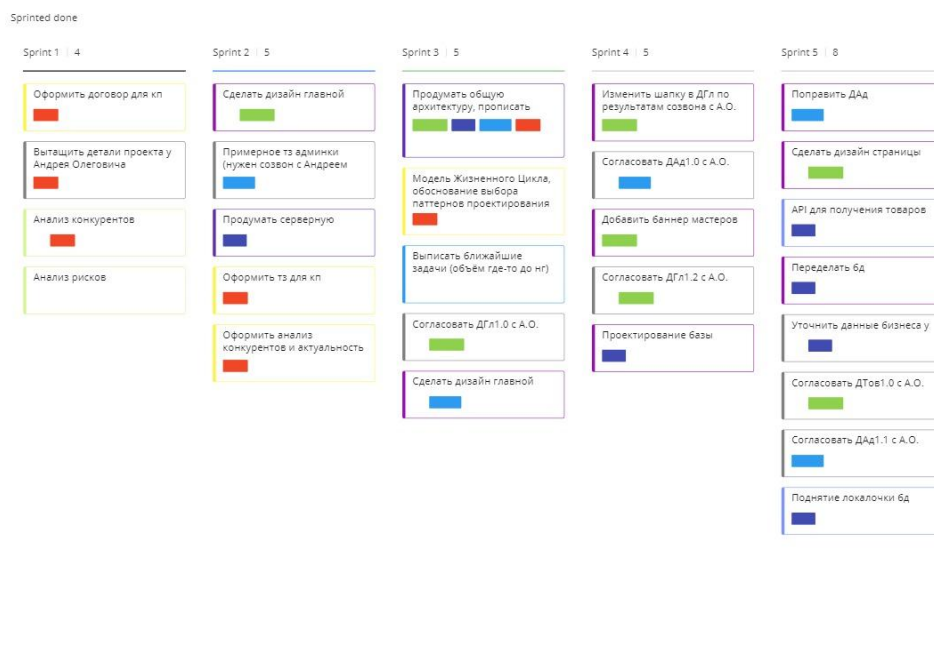 Sprinted done
Sprint 1 4
Оформить договор для кп
Вытащить детали проекта у
Андрея Олеговича
Анализ конкурентов
Анализ рисков
Sprint 2 5
Сделать дизайн главной
Примерное тз админки
(нужен созвон с Андреем
Продумать серверную
Оформить тз для кп
Оформить анализ
конкурентов и актуальность
Sprint 3 5
Продумать общую
архитектуру, прописать
Модель Жизненного Цикла,
обоснование выбора
паттернов проектирования
Выписать ближайшие
задачи (объём где-то до нг)
Согласовать ДГл1.0 с А.О.
Сделать дизайн главной
Sprint 4 5
Изменить шапку в ДГл по
результатам созвона с А.О.
Согласовать ДАд1.0 с А.О.
Добавить баннер мастеров
Согласовать ДГл1.2 с А.О.
Проектирование базы
Sprint 5 8
Поправить ДАд
Сделать дизайн страницы
API для получения товаров
Переделать бд
Уточнить данные бизнеса у
Согласовать ДТов1.0 с А.О.
Согласовать ДАд1.1 с А.О.
Поднятие локалочки бд